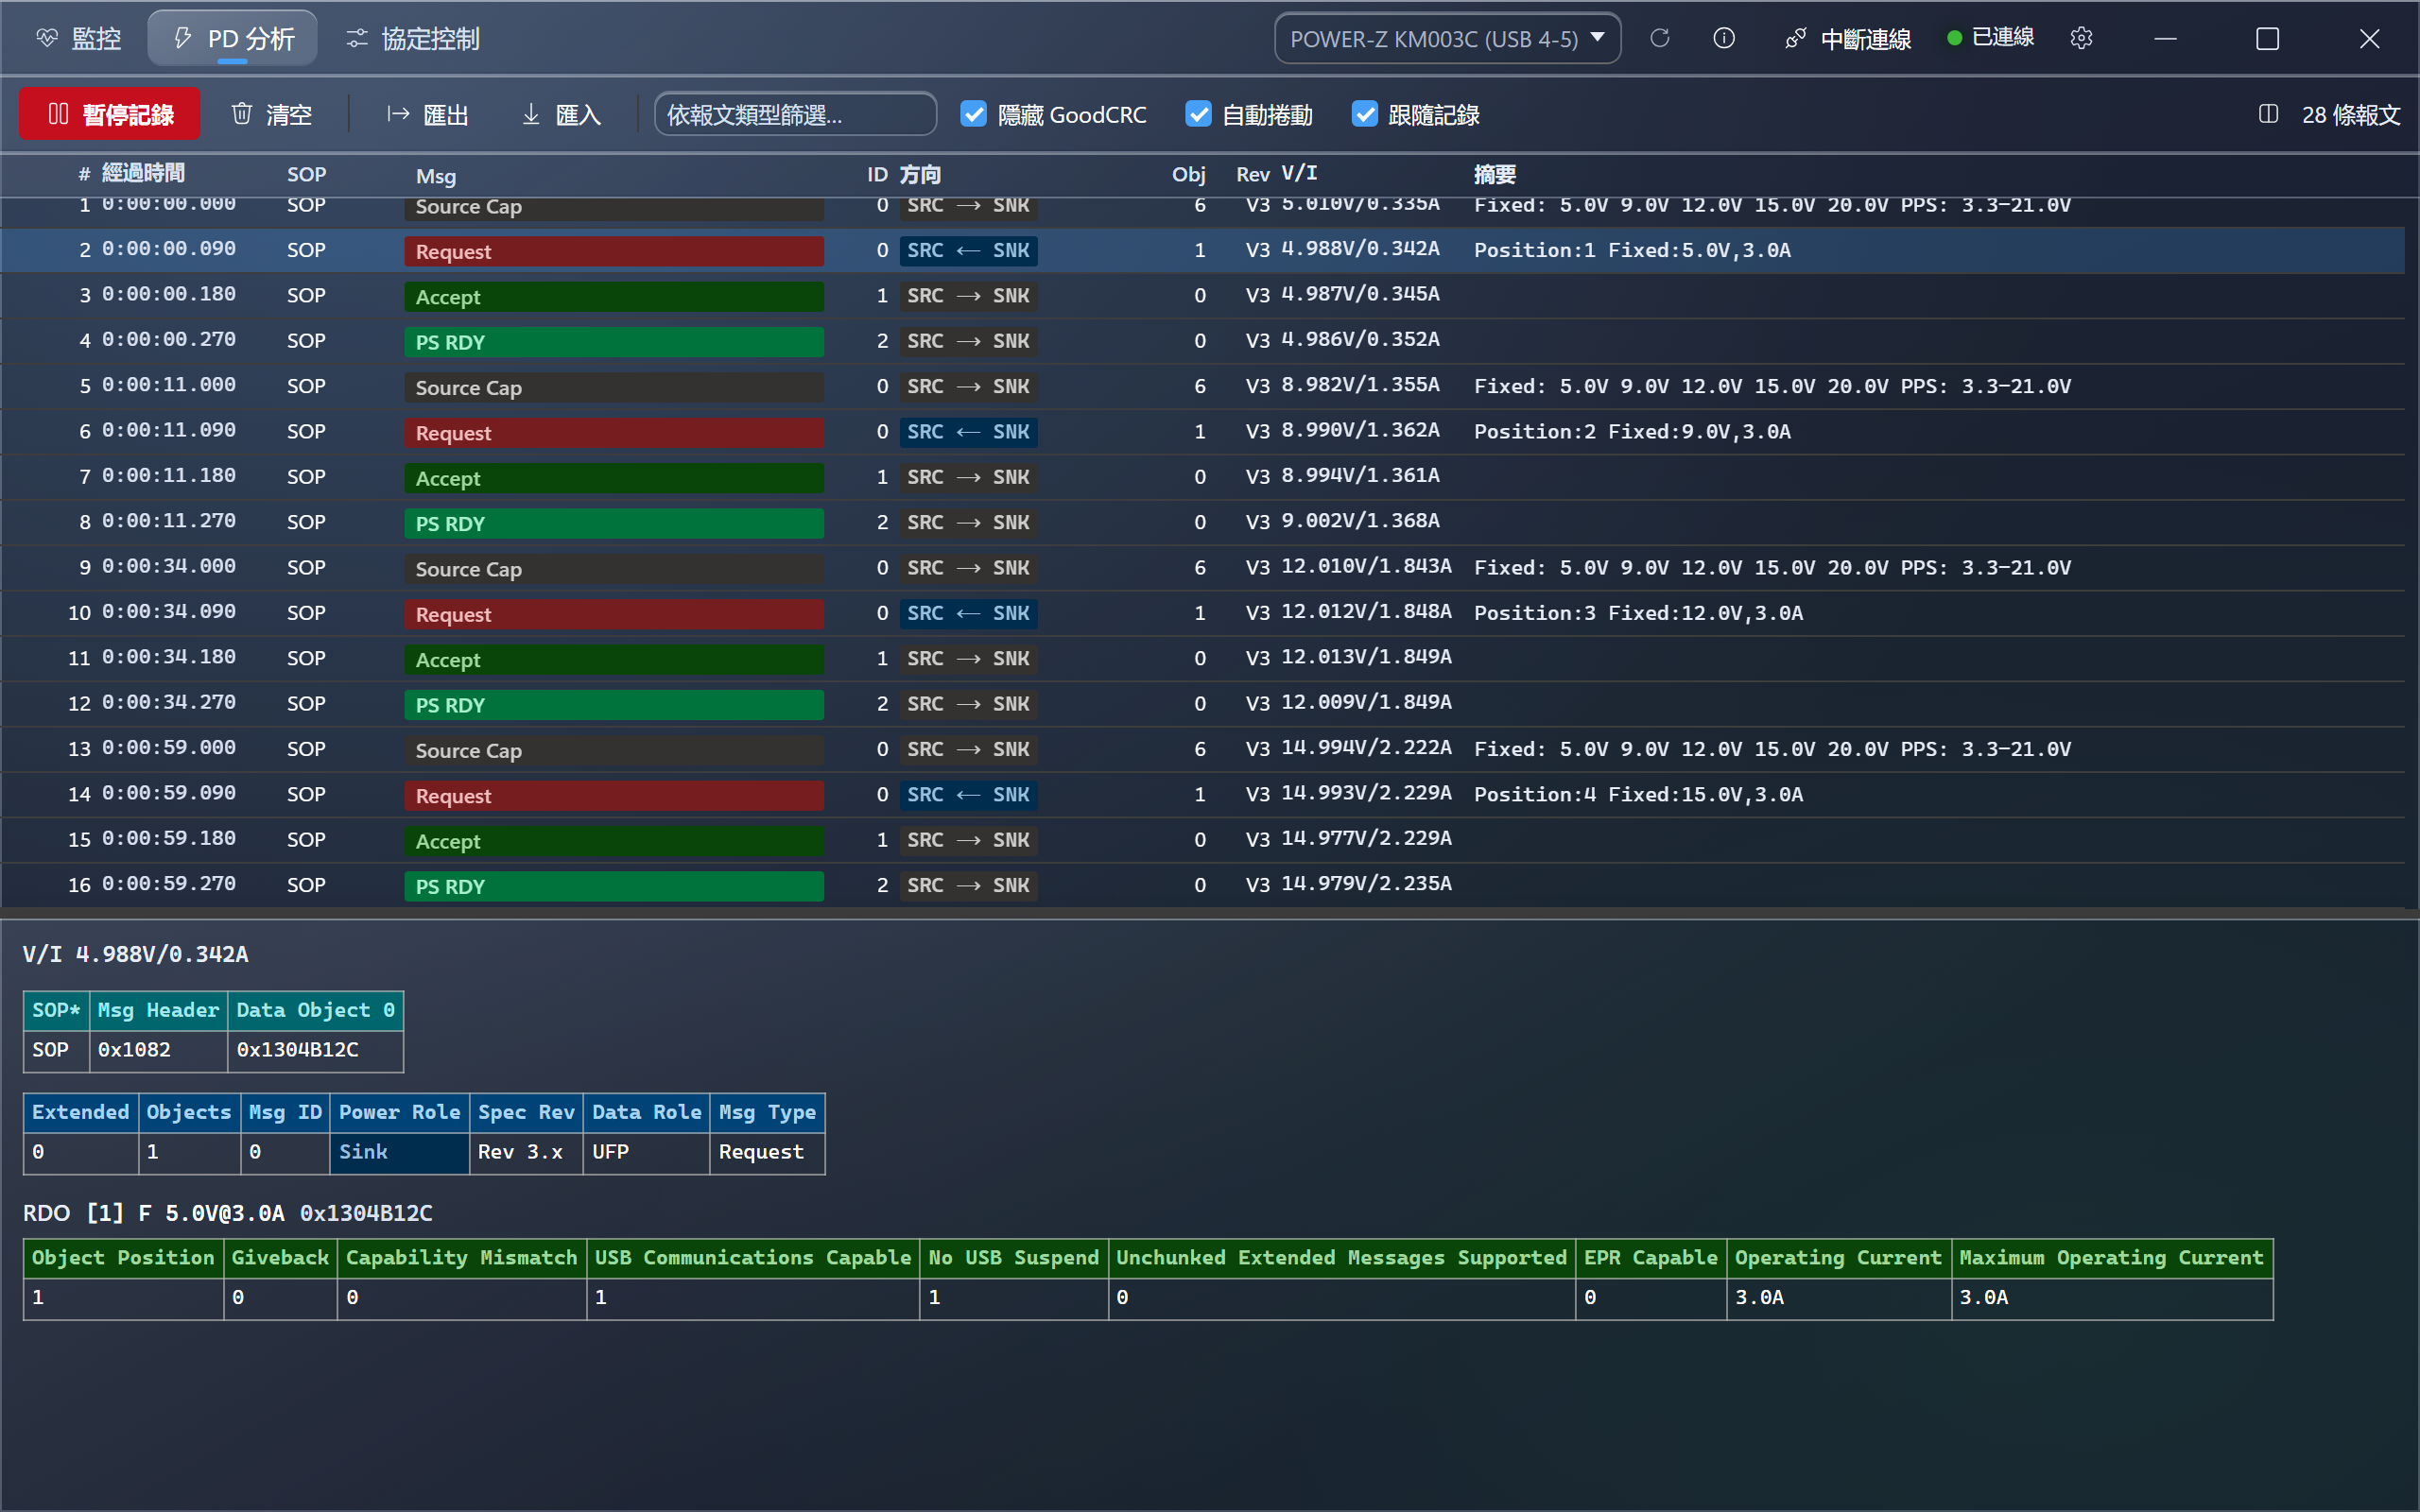 監控 PD 分析 協定控制 POWER-Z KM003C (USB 4-5) 中斷連線 已連線
暫停記錄 清空 匯出 匯入 依報文類型篩選... 隱藏 GoodCRC 自動捲動 跟隨記錄 28 條報文
# 經過時間 SOP Msg ID 方向 Obj Rev V/I 摘要
1 0:00:00.000 SOP Source Cap 0 SRC → SNK 6 V3 5.010V/0.335A Fixed: 5.0V 9.0V 12.0V 15.0V 20.0V PPS: 3.3-21.0V
2 0:00:00.090 SOP Request 0 SRC ← SNK 1 V3 4.988V/0.342A Position:1 Fixed:5.0V,3.0A
3 0:00:00.180 SOP Accept 1 SRC → SNK 0 V3 4.987V/0.345A
4 0:00:00.270 SOP PS RDY 2 SRC → SNK 0 V3 4.986V/0.352A
5 0:00:11.000 SOP Source Cap 0 SRC → SNK 6 V3 8.982V/1.355A Fixed: 5.0V 9.0V 12.0V 15.0V 20.0V PPS: 3.3-21.0V
6 0:00:11.090 SOP Request 0 SRC ← SNK 1 V3 8.990V/1.362A Position:2 Fixed:9.0V,3.0A
7 0:00:11.180 SOP Accept 1 SRC → SNK 0 V3 8.994V/1.361A
8 0:00:11.270 SOP PS RDY 2 SRC → SNK 0 V3 9.002V/1.368A
9 0:00:34.000 SOP Source Cap 0 SRC → SNK 6 V3 12.010V/1.843A Fixed: 5.0V 9.0V 12.0V 15.0V 20.0V PPS: 3.3-21.0V
10 0:00:34.090 SOP Request 0 SRC ← SNK 1 V3 12.012V/1.848A Position:3 Fixed:12.0V,3.0A
11 0:00:34.180 SOP Accept 1 SRC → SNK 0 V3 12.013V/1.849A
12 0:00:34.270 SOP PS RDY 2 SRC → SNK 0 V3 12.009V/1.849A
13 0:00:59.000 SOP Source Cap 0 SRC → SNK 6 V3 14.994V/2.222A Fixed: 5.0V 9.0V 12.0V 15.0V 20.0V PPS: 3.3-21.0V
14 0:00:59.090 SOP Request 0 SRC ← SNK 1 V3 14.993V/2.229A Position:4 Fixed:15.0V,3.0A
15 0:00:59.180 SOP Accept 1 SRC → SNK 0 V3 14.977V/2.229A
16 0:00:59.270 SOP PS RDY 2 SRC → SNK 0 V3 14.979V/2.235A
V/I 4.988V/0.342A
SOP* Msg Header Data Object 0
SOP 0x1082 0x1304B12C
Extended Objects Msg ID Power Role Spec Rev Data Role Msg Type
0 1 0 Sink Rev 3.x UFP Request
RDO [1] F 5.0V@3.0A 0x1304B12C
Object Position Giveback Capability Mismatch USB Communications Capable No USB Suspend Unchunked Extended Messages Supported EPR Capable Operating Current Maximum Operating Current
1 0 0 1 1 0 0 3.0A 3.0A